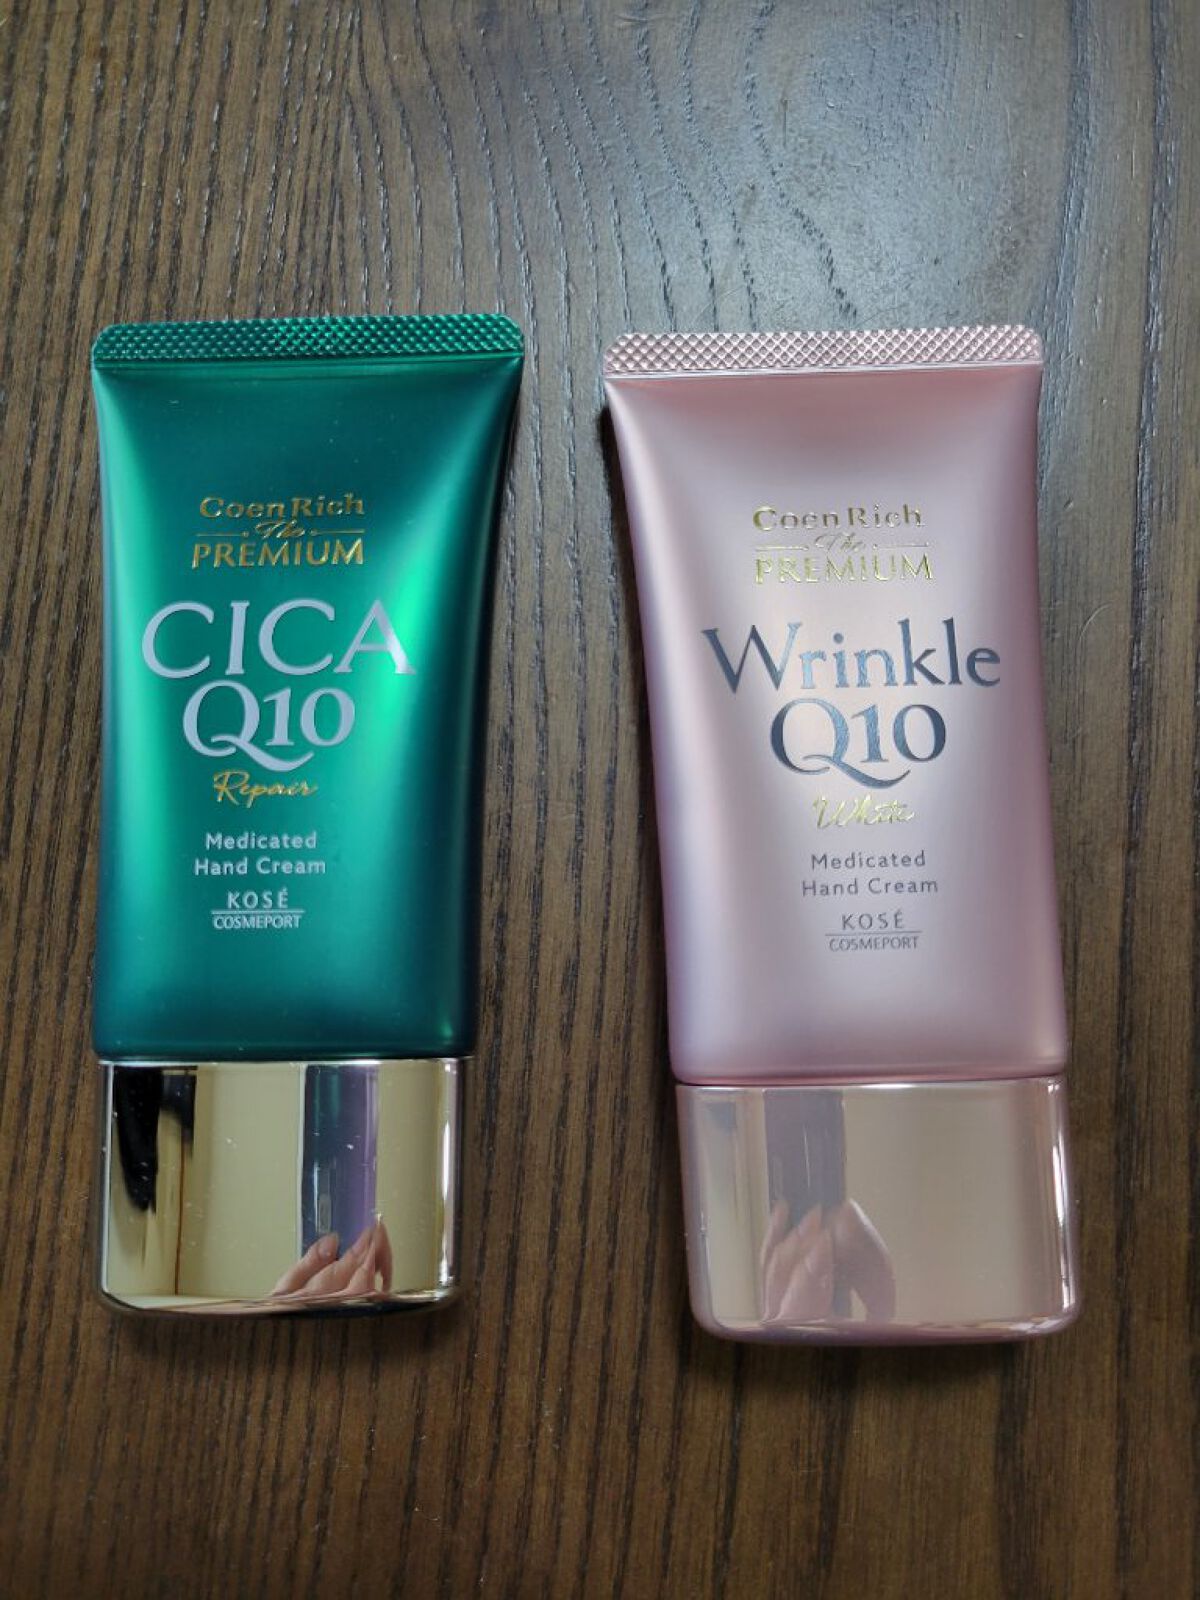 Coen Rich
The
PREMIUM
CICA
Q10
Repair
Medicated
Hand Cream
KOSÉ
COSMEPORT
Coen Rich
The
PREMIUM
Wrinkle
Q10
White
Medicated
Hand Cream
KOSÉ
COSMEPORT